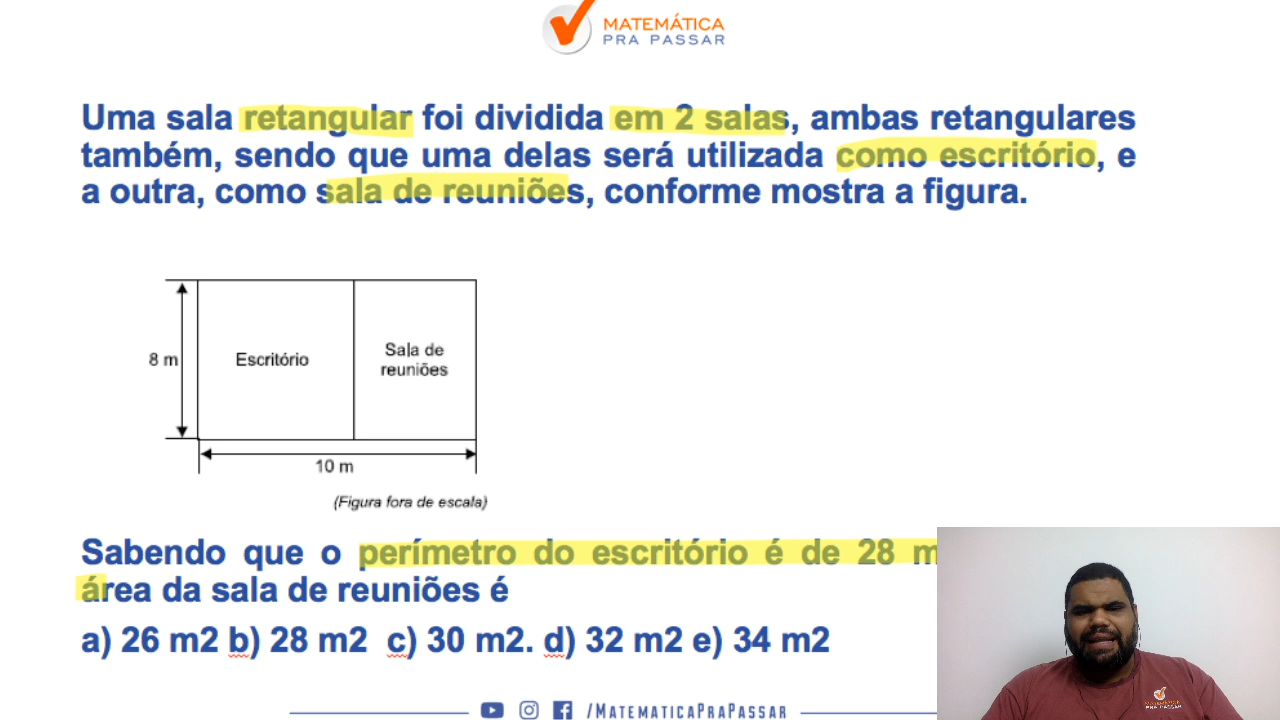 MATEMÁTICA
PRA PASSAR
Uma sala retangular foi dividida em 2 salas, ambas retangulares
também, sendo que uma delas será utilizada como escritório, e
a outra, como sala de reuniões, conforme mostra a figura.
8 m
Escritório
Sala de
reuniões
10 m
(Figura fora de escala)
Sabendo que o perímetro do escritório é de 28 m
área da sala de reuniões é
a) 26 m2 b) 28 m2 c) 30 m2. d) 32 m2 e) 34 m2
/MATEMATICAPRAPASSAR
MATEMÁTICA
PRA PASSAR